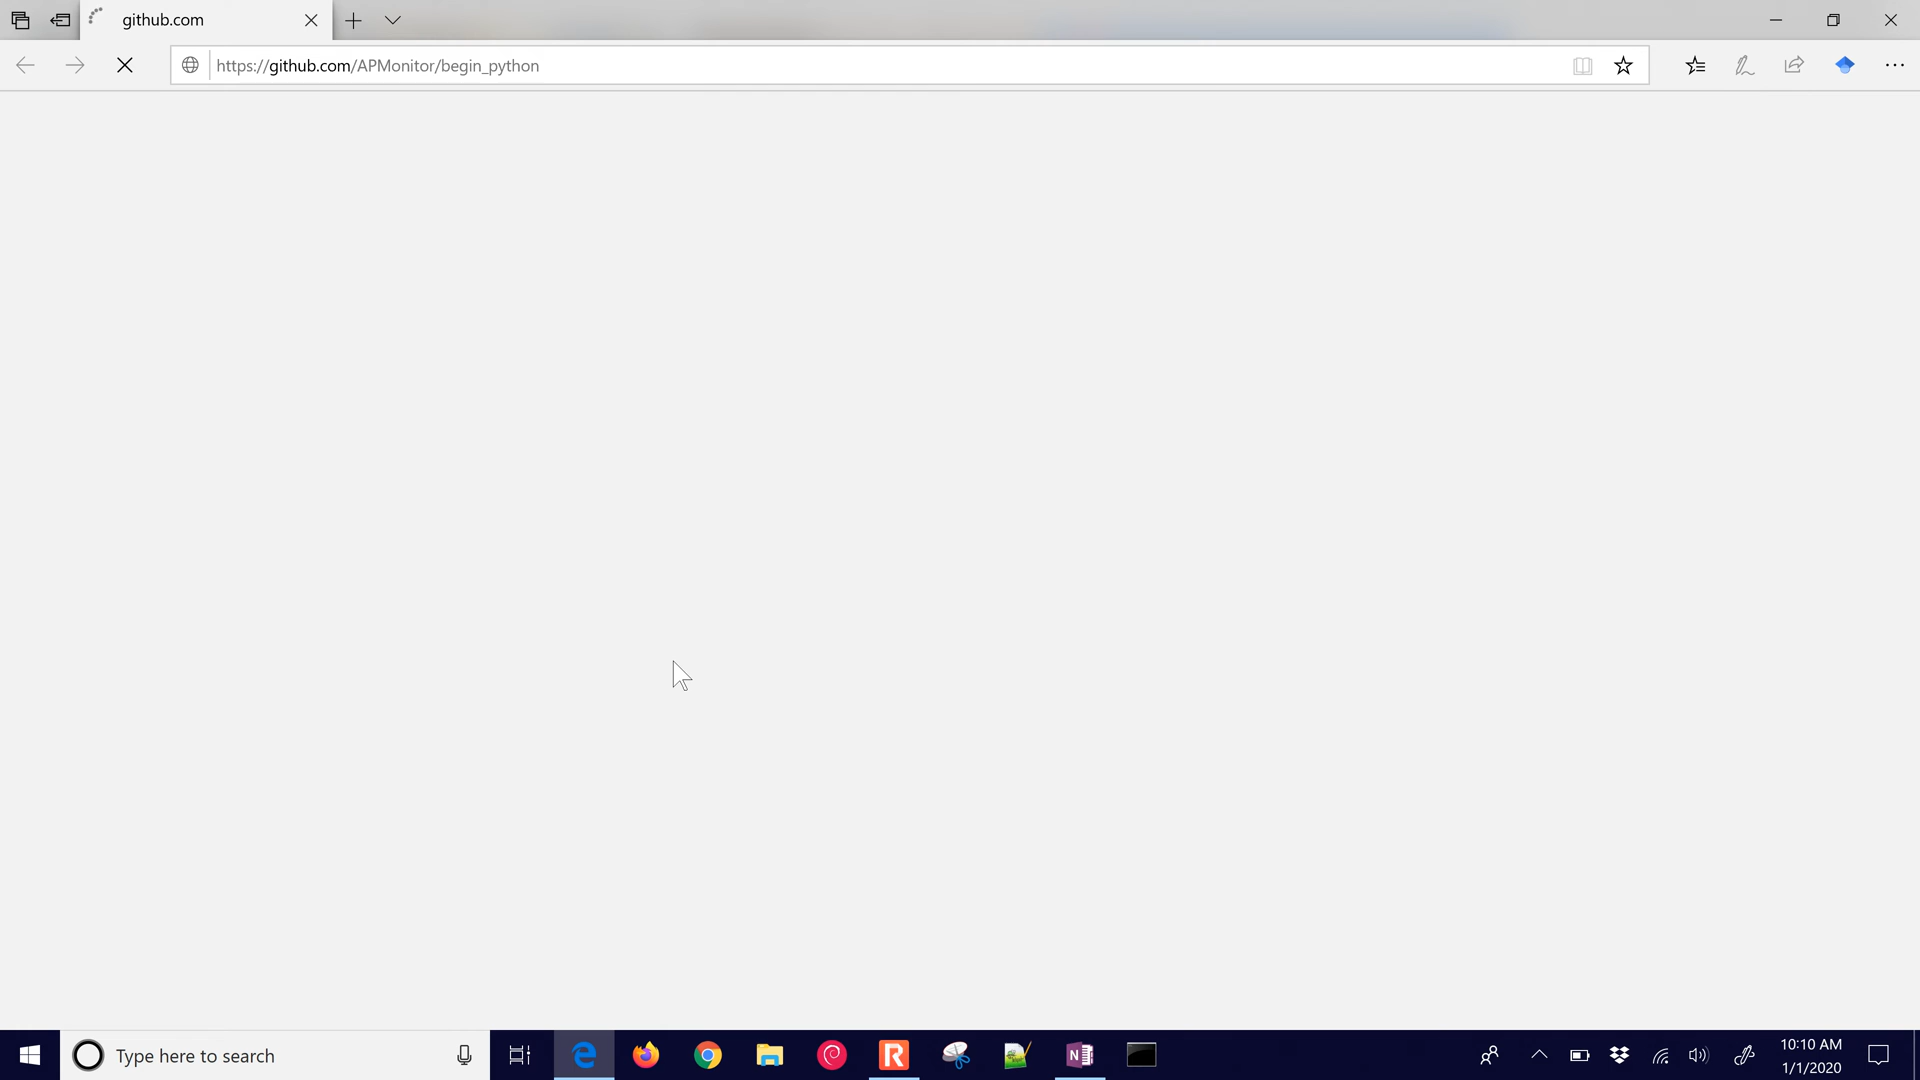 github.com
https://github.com/APMonitor/begin_python
Type here to search
10:10 AM
1/1/2020